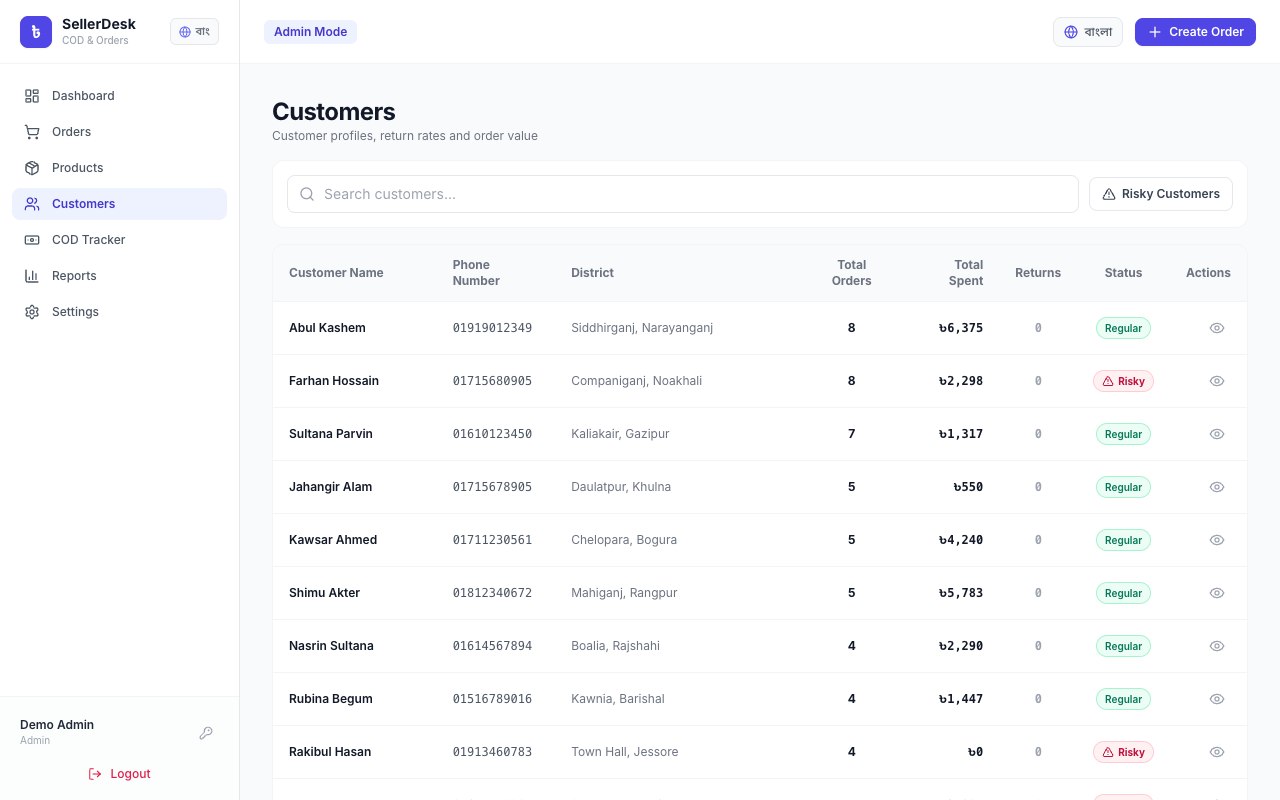 ৳
SellerDesk
COD & Orders
বাং
Admin Mode
বাংলা
Create Order
Dashboard
Orders
Products
Customers
COD Tracker
Reports
Settings
Demo Admin
Admin
Logout
Customers
Customer profiles, return rates and order value
Search customers...
Risky Customers
Customer Name Phone Number District Total Orders Total Spent Returns Status Actions
Abul Kashem 01919012349 Siddhirganj, Narayanganj 8 ৳6,375 0 Regular
Farhan Hossain 01715680905 Companiganj, Noakhali 8 ৳2,298 0 Risky
Sultana Parvin 01610123450 Kaliakair, Gazipur 7 ৳1,317 0 Regular
Jahangir Alam 01715678905 Daulatpur, Khulna 5 ৳550 0 Regular
Kawsar Ahmed 01711230561 Chelopara, Bogura 5 ৳4,240 0 Regular
Shimu Akter 01812340672 Mahiganj, Rangpur 5 ৳5,783 0 Regular
Nasrin Sultana 01614567894 Boalia, Rajshahi 4 ৳2,290 0 Regular
Rubina Begum 01516789016 Kawnia, Barishal 4 ৳1,447 0 Regular
Rakibul Hasan 01913460783 Town Hall, Jessore 4 ৳0 0 Risky